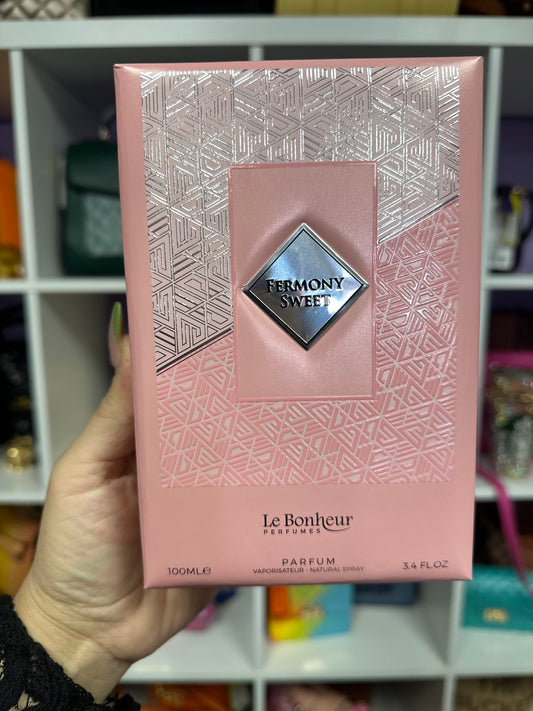 FERMONY
SWEET
Le Bonheur
PERFUMES
PARFUM
100ML℮ VAPORISATEUR - NATURAL SPRAY 3.4 FL.OZ